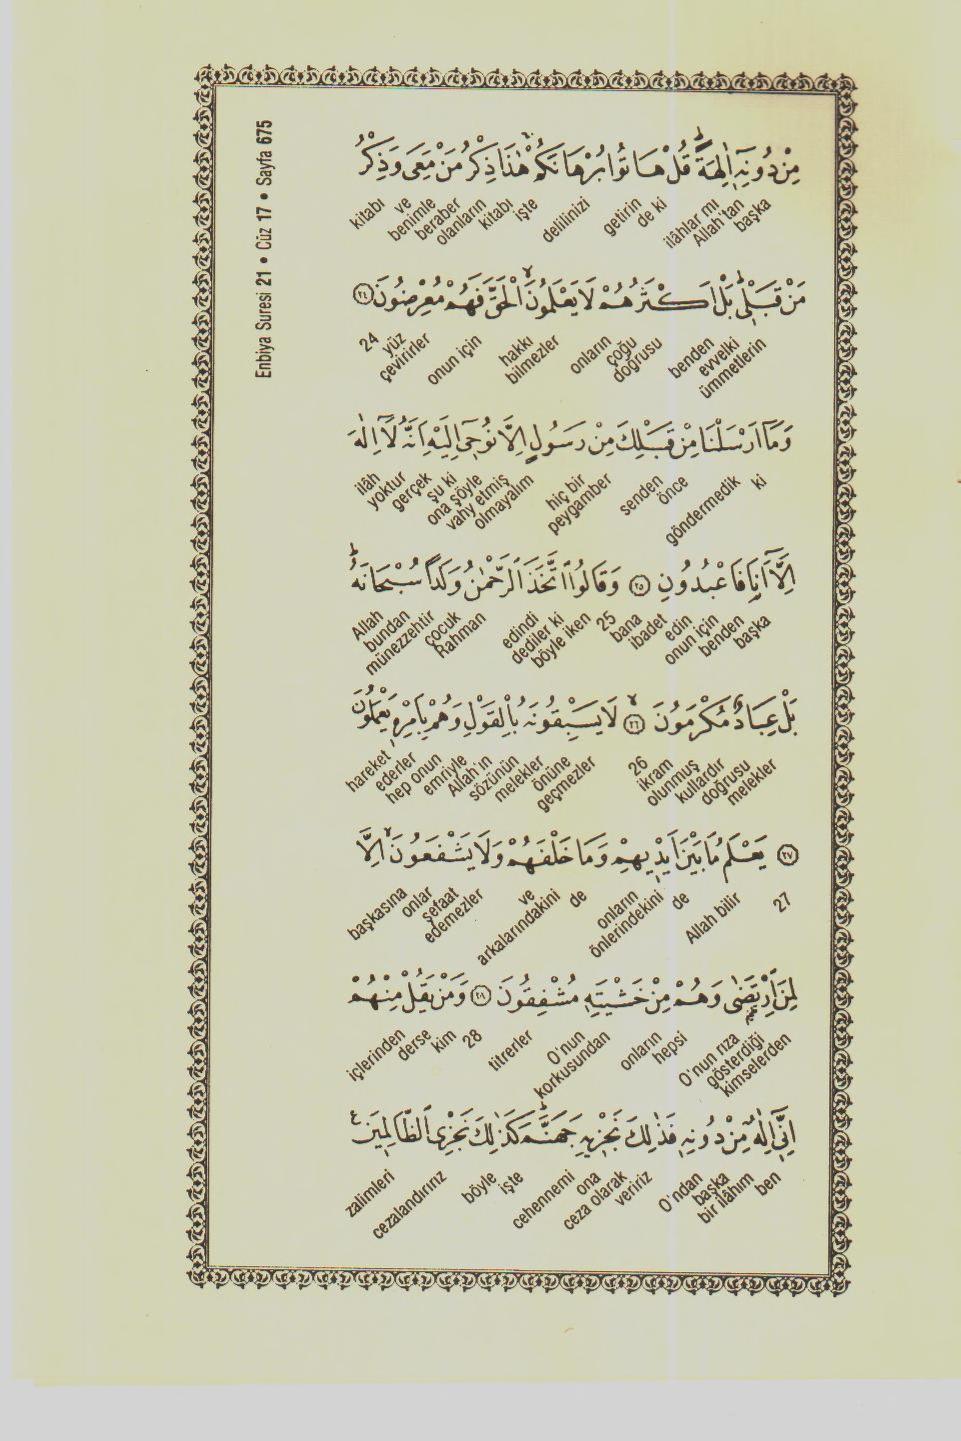 Enbiya Suresi 21 • Cüz 17 • Sayfa 675
مِنْ دُونِهِٓ اٰلِهَةًۜ قُلْ هَاتُوا بُرْهَانَكُمْۚ هٰذَا ذِكْرُ مَنْ مَعِيَ وَذِكْرُ
başka Allah'tan ilâhlar mı de ki getirin delilinizi işte kitabı olanların beraber benimle ve kitabı
مَنْ قَبْلِيۜ بَلْ اَكْثَرُهُمْ لَا يَعْلَمُونَۙ الْحَقَّ فَهُمْ مُعْرِضُونَ ﴿٢٤﴾
ümmetlerin evvelki benden doğrusu çoğu onların bilmezler hakkı onun için çevirirler yüz 24
وَمَٓا اَرْسَلْنَا مِنْ قَبْلِكَ مِنْ رَسُولٍ اِلَّا نُوحِٓي اِلَيْهِ اَنَّهُ لَٓا اِلٰهَ
ki göndermedik önce senden peygamber hiç bir olmayalım vahy etmiş ona şöyle şu ki gerçek yoktur ilâh
اِلَّٓا اَنَا فَاعْبُدُونِ ﴿٢٥﴾ وَقَالُوا اتَّخَذَ الرَّحْمٰنُ وَلَدًا سُبْحَانَهُۜ
başka benden onun için edin ibadet bana 25 böyle iken dediler ki edindi Rahman çocuk münezzehtir bundan Allah
بَلْ عِبَادٌ مُكْرَمُونَۙ ﴿٢٦﴾ لَا يَسْبِقُونَهُ بِالْقَوْلِ وَهُمْ بِاَمْرِهِ يَعْمَلُونَ
melekler doğrusu kullardır olunmuş ikram 26 geçmezler önüne melekler sözünün Allah'ın emriyle hep onun ederler hareket
﴿٢٧﴾ يَعْلَمُ مَا بَيْنَ اَيْدِيهِمْ وَمَا خَلْفَهُمْ وَلَا يَشْفَعُونَۙ اِلَّا
27 Allah bilir de önlerindekini onların de arkalarındakini ve edemezler şefaat onlar başkasına
لِمَنِ ارْتَضٰى وَهُمْ مِنْ خَشْيَتِهِ مُشْفِقُونَ ﴿٢٨﴾ وَمَنْ يَقُلْ مِنْهُمْ
kimselerden gösterdiği O'nun rıza hepsi onların korkusundan O'nun titrerler 28 kim derse içlerinden
اِنِّٓي اِلٰهٌ مِنْ دُونِهِ فَذٰلِكَ نَجْزِيهِ جَهَنَّمَۜ كَذٰلِكَ نَجْزِي الظَّالِمِينَ ع
ben bir ilâhım başka O'ndan veririz ceza olarak ona cehennemi işte böyle cezalandırırız zalimleri